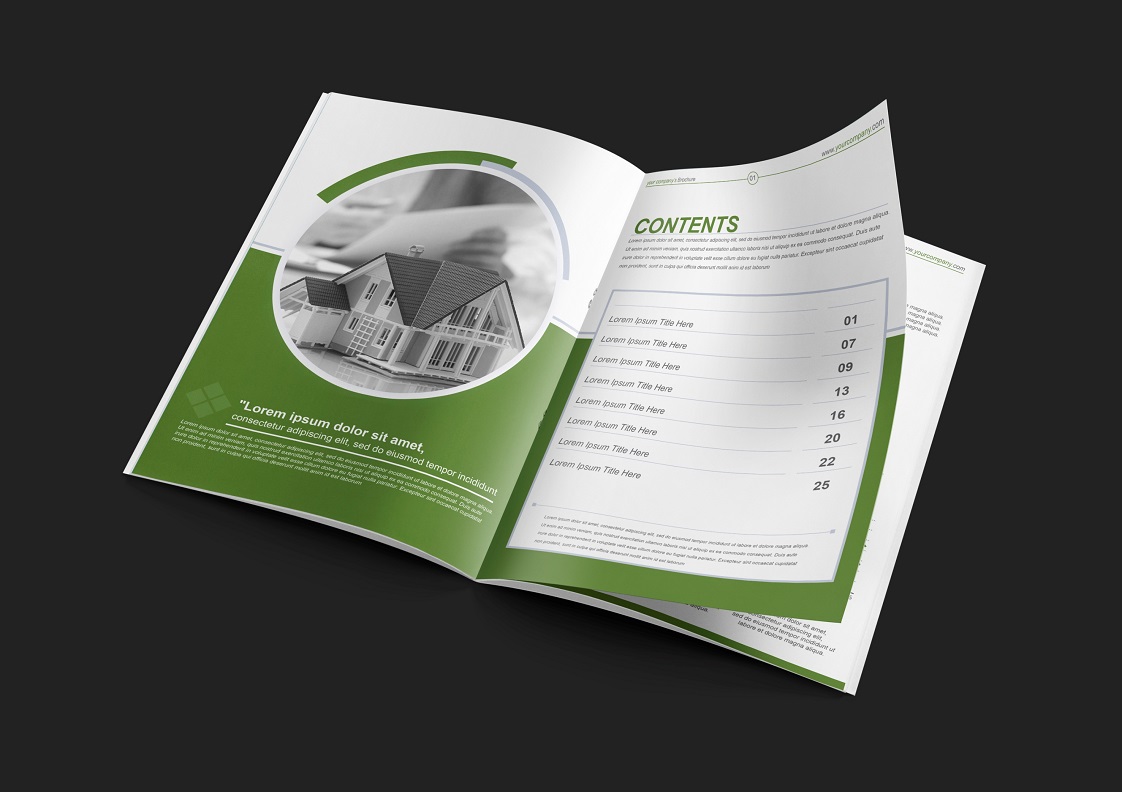 "Lorem ipsum dolor sit amet,
consectetur adipiscing elit, sed do eiusmod tempor incididunt
Lorem ipsum dolor sit amet, consectetur adipiscing elit, sed do eiusmod tempor incididunt ut labore et dolore magna aliqua
Ut enim ad minim veniam, quis nostrud exercitation ullamco laboris nisi ut aliquip ex ea commodo consequat. Duis aute
irure dolor in reprehenderit in voluptate velit esse cillum dolore eu fugiat nulla pariatur. Excepteur sint occaecat cupidatat
non proident, sunt in culpa qui officia deserunt mollit anim id est laborum
your company's Brochure
01
www.yourcompany.com
CONTENTS
Lorem ipsum dolor sit amet, consectetur adipiscing elit, sed do eiusmod tempor incididunt ut labore et dolore magna aliqua.
Ut enim ad minim veniam, quis nostrud exercitation ullamco laboris nisi ut aliquip ex ea commodo consequat. Duis aute
irure dolor in reprehenderit in voluptate velit esse cillum dolore eu fugiat nulla pariatur. Excepteur sint occaecat cupidatat
non proident, sunt in culpa qui officia deserunt mollit anim id est laborum
Lorem Ipsum Title Here 01
Lorem Ipsum Title Here 07
Lorem Ipsum Title Here 09
Lorem Ipsum Title Here 13
Lorem Ipsum Title Here 16
Lorem Ipsum Title Here 20
Lorem Ipsum Title Here 22
Lorem Ipsum Title Here 25
Lorem ipsum dolor sit amet, consectetur adipiscing elit, sed do eiusmod tempor incididunt ut labore et dolore magna aliqua
Ut enim ad minim veniam, quis nostrud exercitation ullamco laboris nisi ut aliquip ex ea commodo consequat. Duis aute
irure dolor in reprehenderit in voluptate velit esse cillum dolore eu fugiat nulla pariatur. Excepteur sint occaecat cupidatat
non proident, sunt in culpa qui officia deserunt mollit anim id est laborum
.yourcompany.com
magna aliqua.
magna aliqua.
magna aliqua.
magna aliqua.
dolor sit amet,
consectetur adipiscing elit,
sed do eiusmod tempor incididunt ut
labore et dolore magna aliqua.
aliqua.